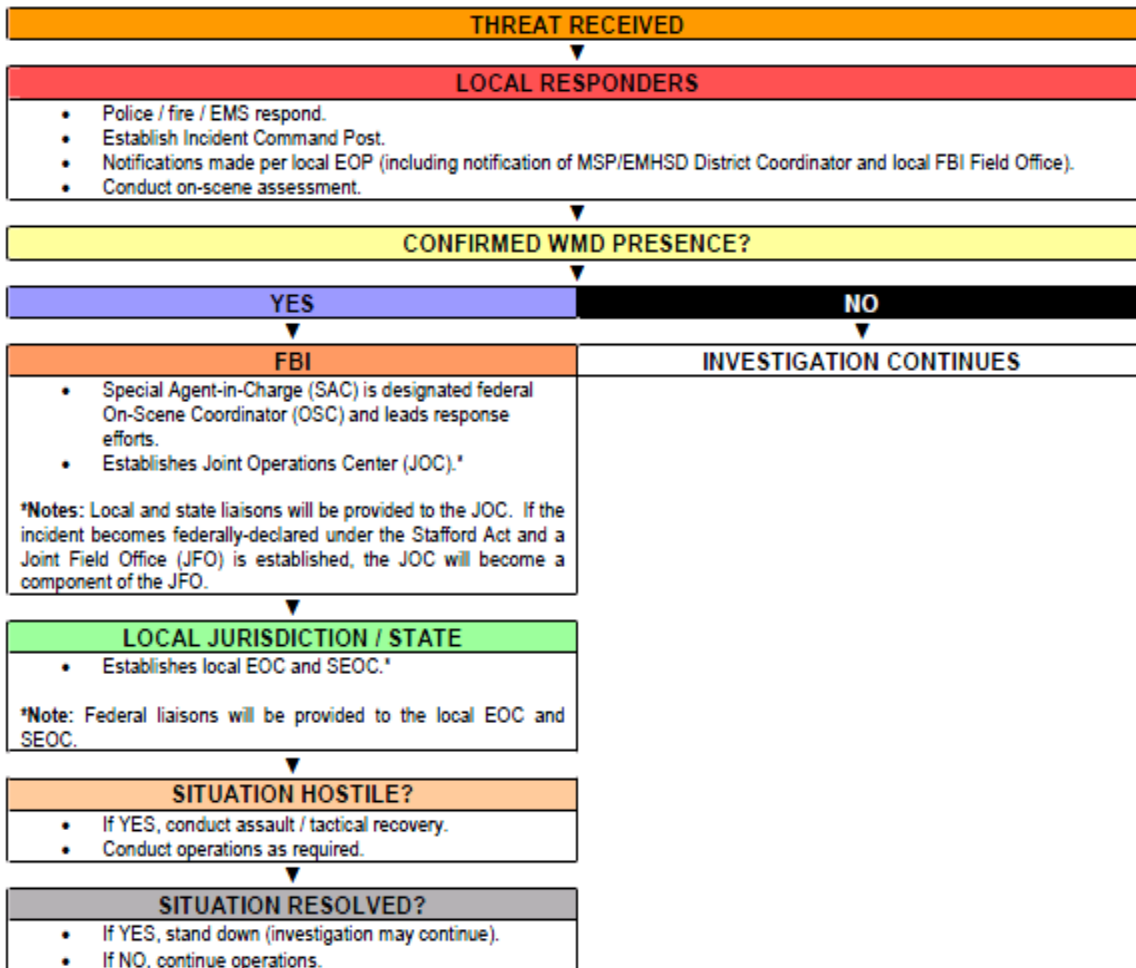 THREAT RECEIVED
▼
LOCAL RESPONDERS
• Police / fire / EMS respond.
• Establish Incident Command Post.
• Notifications made per local EOP (including notification of MSP/EMHSD District Coordinator and local FBI Field Office).
• Conduct on-scene assessment.
▼
CONFIRMED WMD PRESENCE?
▼
YES
NO
▼
▼
FBI
INVESTIGATION CONTINUES
• Special Agent-in-Charge (SAC) is designated federal
On-Scene Coordinator (OSC) and leads response
efforts.
• Establishes Joint Operations Center (JOC).*
*Notes: Local and state liaisons will be provided to the JOC. If the
incident becomes federally-declared under the Stafford Act and a
Joint Field Office (JFO) is established, the JOC will become a
component of the JFO.
▼
LOCAL JURISDICTION / STATE
• Establishes local EOC and SEOC.*
*Note: Federal liaisons will be provided to the local EOC and
SEOC.
▼
SITUATION HOSTILE?
• If YES, conduct assault / tactical recovery.
• Conduct operations as required.
▼
SITUATION RESOLVED?
• If YES, stand down (investigation may continue).
• If NO, continue operations.